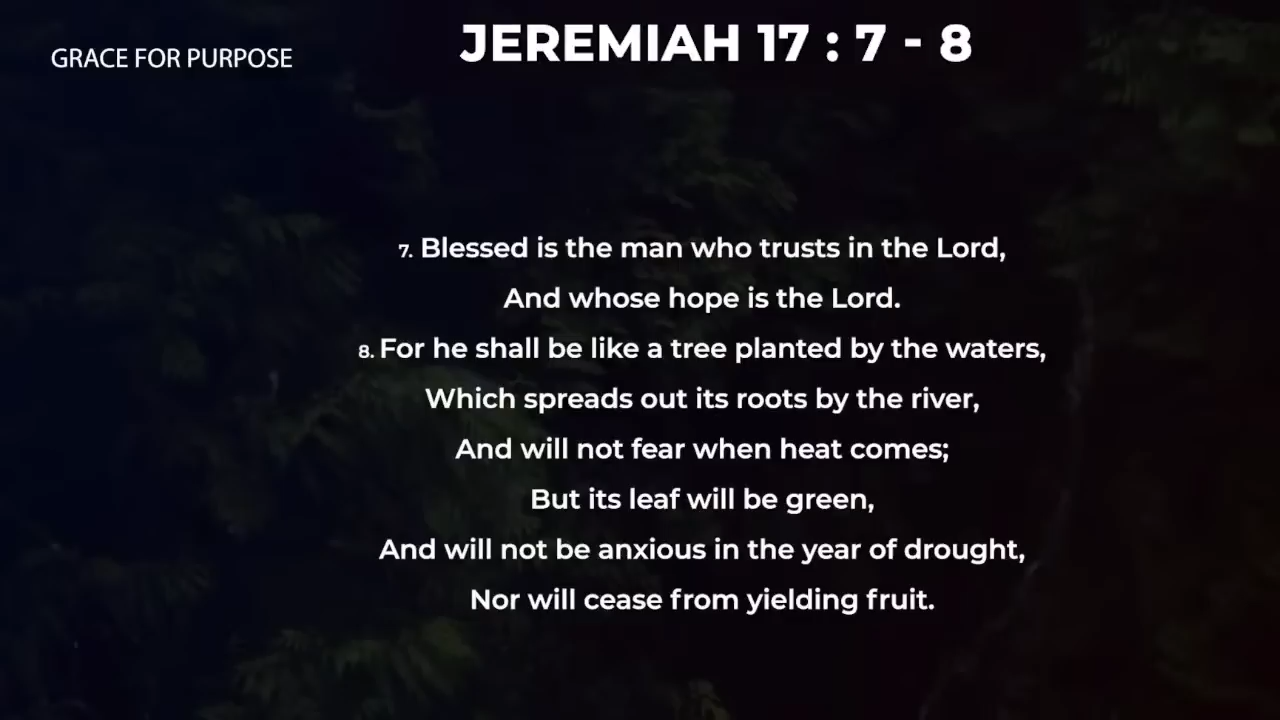 GRACE FOR PURPOSE
JEREMIAH 17 : 7 - 8
7. Blessed is the man who trusts in the Lord,
And whose hope is the Lord.
8. For he shall be like a tree planted by the waters,
Which spreads out its roots by the river,
And will not fear when heat comes;
But its leaf will be green,
And will not be anxious in the year of drought,
Nor will cease from yielding fruit.